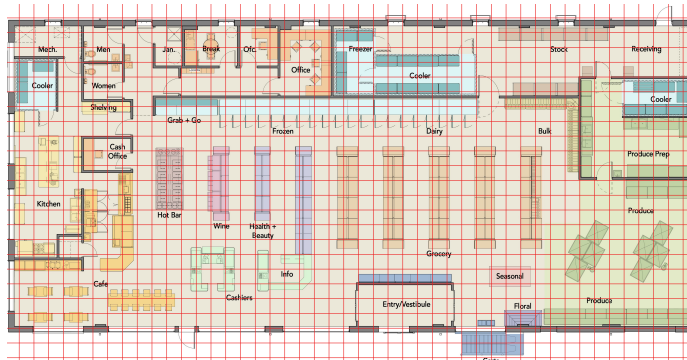 Mech.
Men
Jan.
Break
Ofc.
Office
Freezer
Stock
Receiving
Cooler
Women
Cooler
Cooler
Shelving
Grab + Go
Frozen
Dairy
Bulk
Cash
Office
Produce Prep
Kitchen
Hot Bar
Wine
Health +
Beauty
Produce
Grocery
Info
Seasonal
Cafe
Cashiers
Entry/Vestibule
Floral
Produce